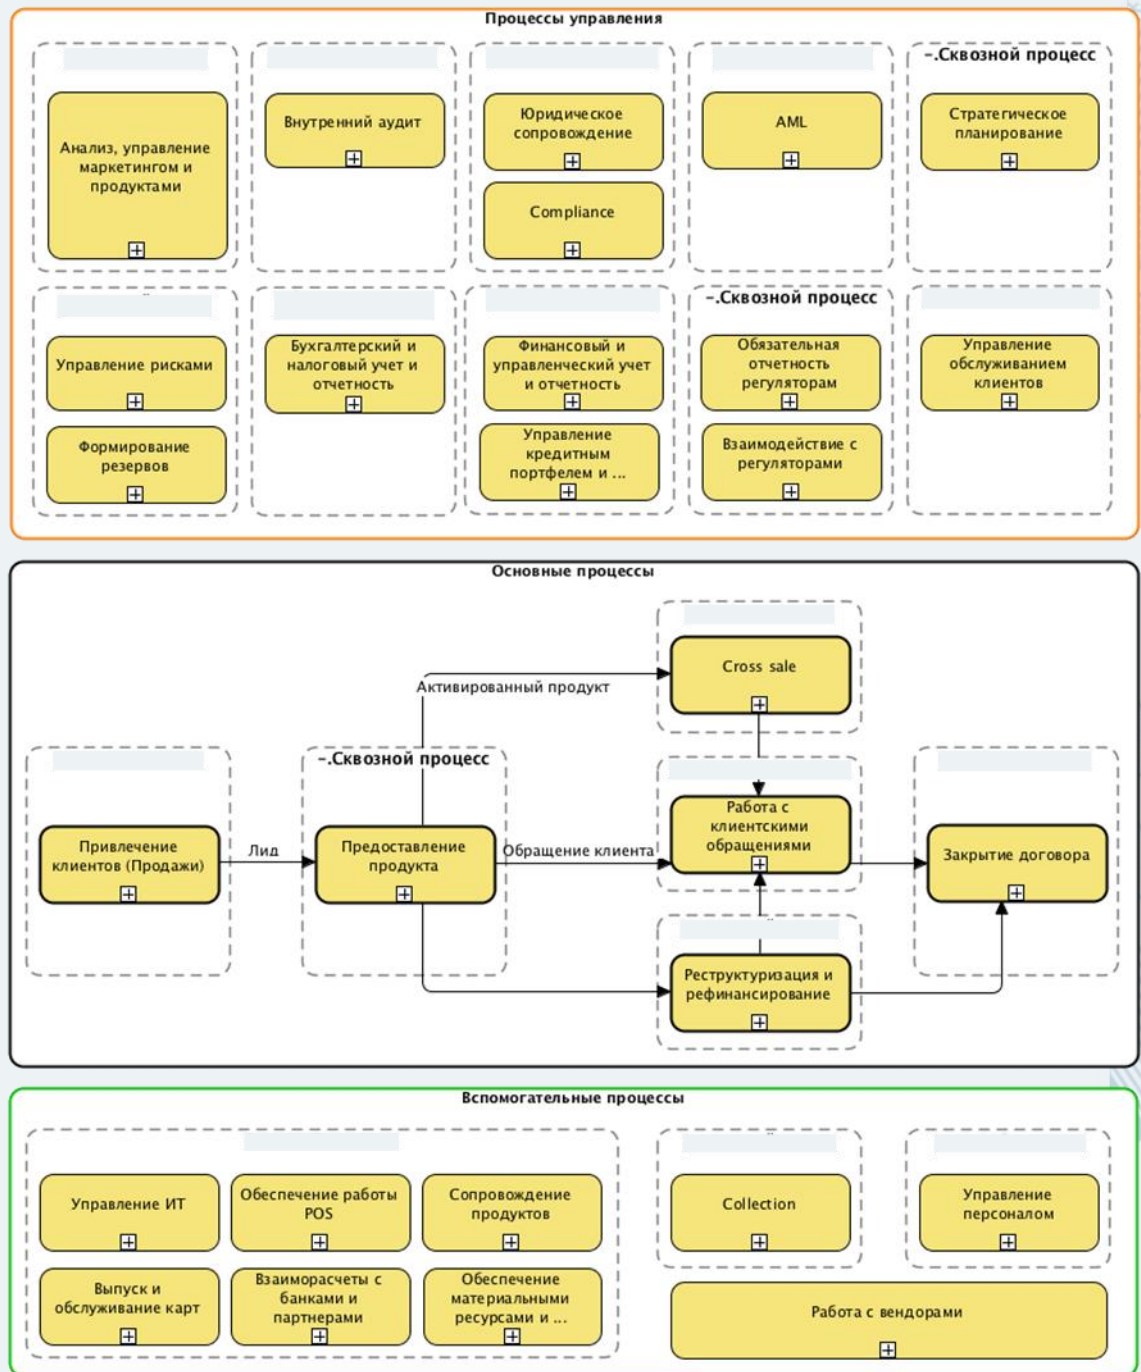 Процессы управления
-.Сквозной процесс
Анализ, управление
маркетингом и
продуктами
Внутренний аудит
Юридическое
сопровождение
Compliance
AML
Стратегическое
планирование
-.Сквозной процесс
Управление рисками
Формирование
резервов
Бухгалтерский и
налоговый учет и
отчетность
Финансовый и
управленческий учет
и отчетность
Управление
кредитным
портфелем и ...
Обязательная
отчетность
регуляторам
Взаимодействие с
регуляторами
Управление
обслуживанием
клиентов
Основные процессы
Cross sale
Активированный продукт
-.Сквозной процесс
Привлечение
клиентов (Продажи)
Лид
Предоставление
продукта
Обращение клиента
Работа с
клиентскими
обращениями
Закрытие договора
Реструктуризация и
рефинансирование
Вспомогательные процессы
Управление ИТ
Обеспечение работы
POS
Сопровождение
продуктов
Collection
Управление
персоналом
Выпуск и
обслуживание карт
Взаиморасчеты с
банками и
партнерами
Обеспечение
материальными
ресурсами и ...
Работа с вендорами